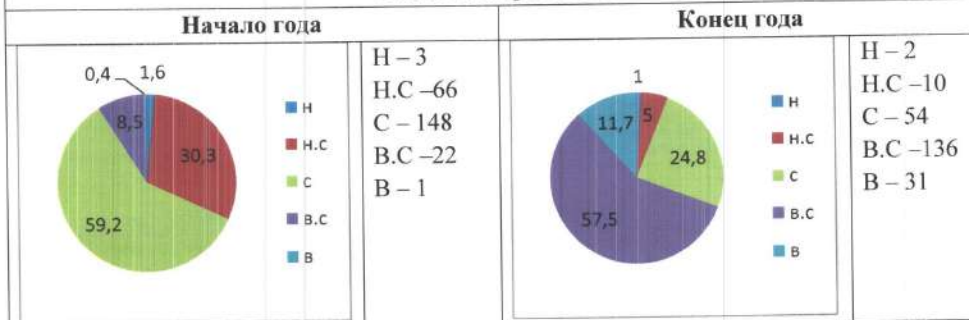 Начало года
Конец года
0,4
1,6
8,5
30,3
59,2
н
н.с
с
в.с
в
Н – 3
Н.С –66
С – 148
В.С –22
В – 1
1
5
11,7
24,8
57,5
н
н.с
с
в.с
в
Н – 2
Н.С –10
С – 54
В.С –136
В – 31